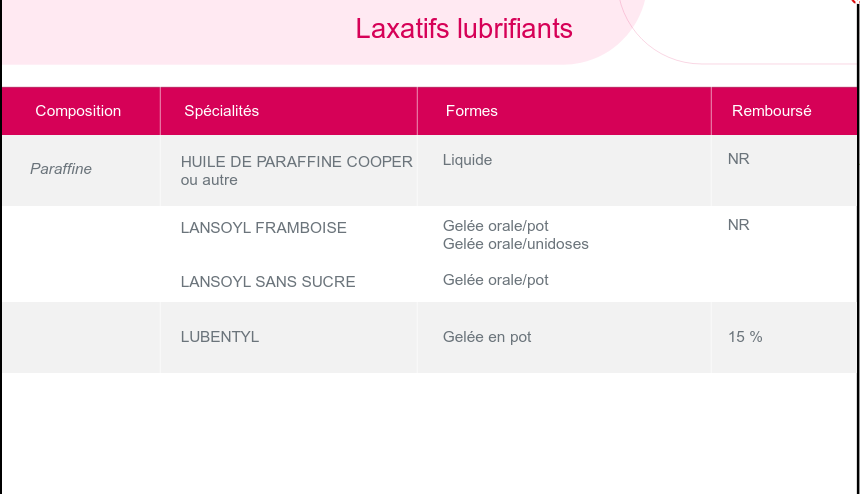 Laxatifs lubrifiants
Composition Spécialités Formes Remboursé
Paraffine HUILE DE PARAFFINE COOPER Liquide NR
ou autre
LANSOYL FRAMBOISE Gelée orale/pot NR
Gelée orale/unidoses
LANSOYL SANS SUCRE Gelée orale/pot
LUBENTYL Gelée en pot 15 %